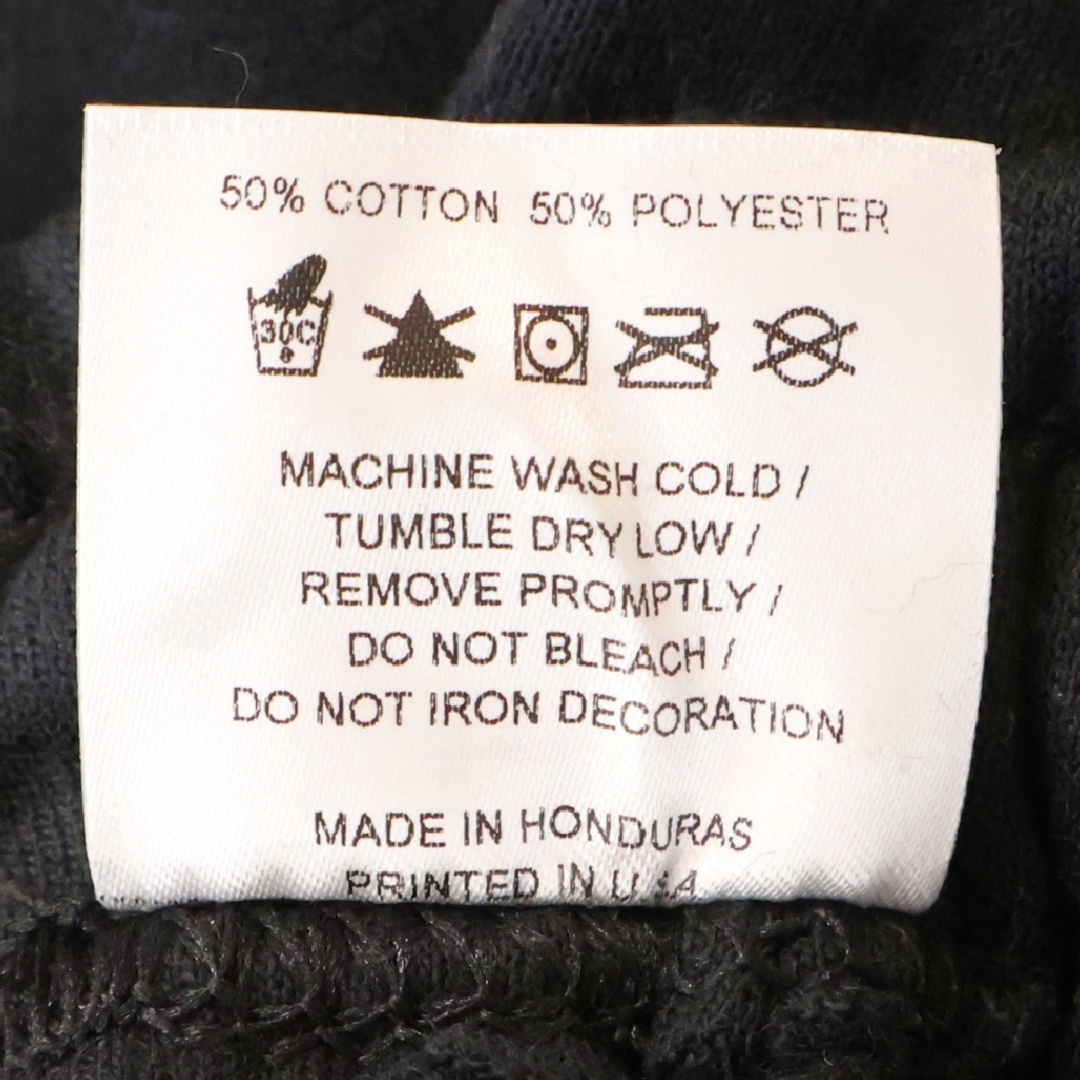 50% COTTON 50% POLYESTER
30C
MACHINE WASH COLD /
TUMBLE DRY LOW /
REMOVE PROMPTLY /
DO NOT BLEACH /
DO NOT IRON DECORATION
MADE IN HONDURAS
PRINTED IN U.S.A.